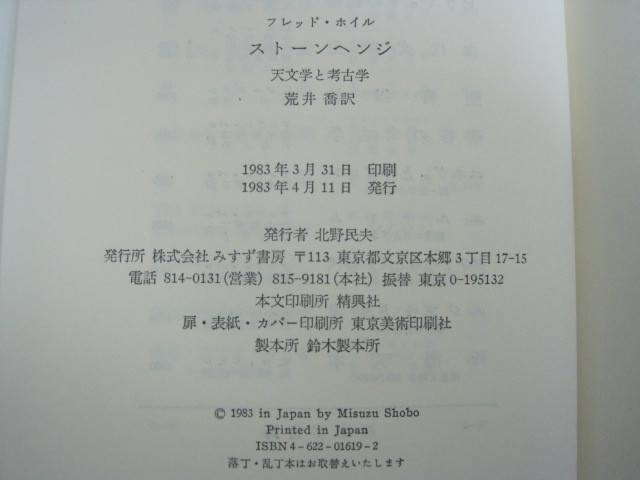 フレッド・ホイル
ストーンヘンジ
天文学と考古学
荒井 喬訳
1983年3月31日 印刷
1983年4月11日 発行
発行者 北野民夫
発行所 株式会社 みすず書房 〒113 東京都文京区本郷3丁目17-15
電話 814-0131(営業) 815-9181(本社) 振替 東京0-195132
本文印刷所 精興社
扉・表紙・カバー印刷所 東京美術印刷社
製本所 鈴木製本所
© 1983 in Japan by Misuzu Shobo
Printed in Japan
ISBN 4-622-01619-2
落丁・乱丁本はお取替えいたします